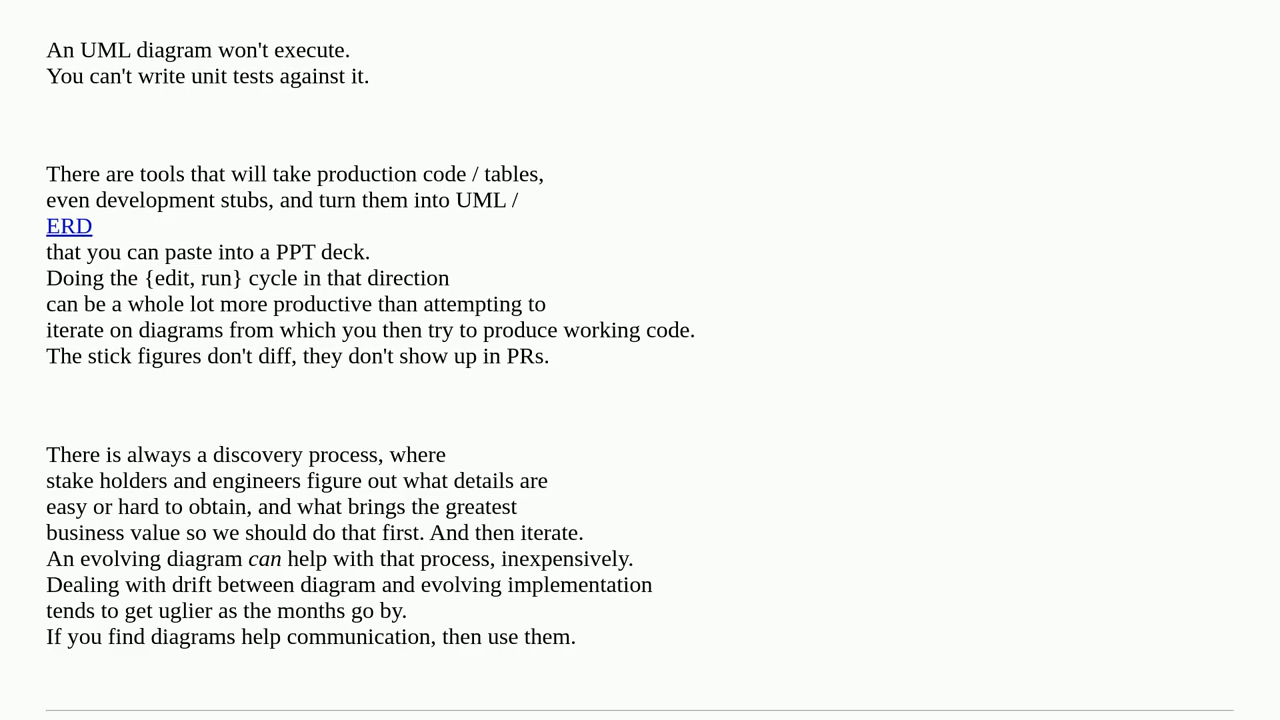 An UML diagram won't execute.
You can't write unit tests against it.
There are tools that will take production code / tables,
even development stubs, and turn them into UML /
ERD
that you can paste into a PPT deck.
Doing the {edit, run} cycle in that direction
can be a whole lot more productive than attempting to
iterate on diagrams from which you then try to produce working code.
The stick figures don't diff, they don't show up in PRs.
There is always a discovery process, where
stake holders and engineers figure out what details are
easy or hard to obtain, and what brings the greatest
business value so we should do that first. And then iterate.
An evolving diagram can help with that process, inexpensively.
Dealing with drift between diagram and evolving implementation
tends to get uglier as the months go by.
If you find diagrams help communication, then use them.